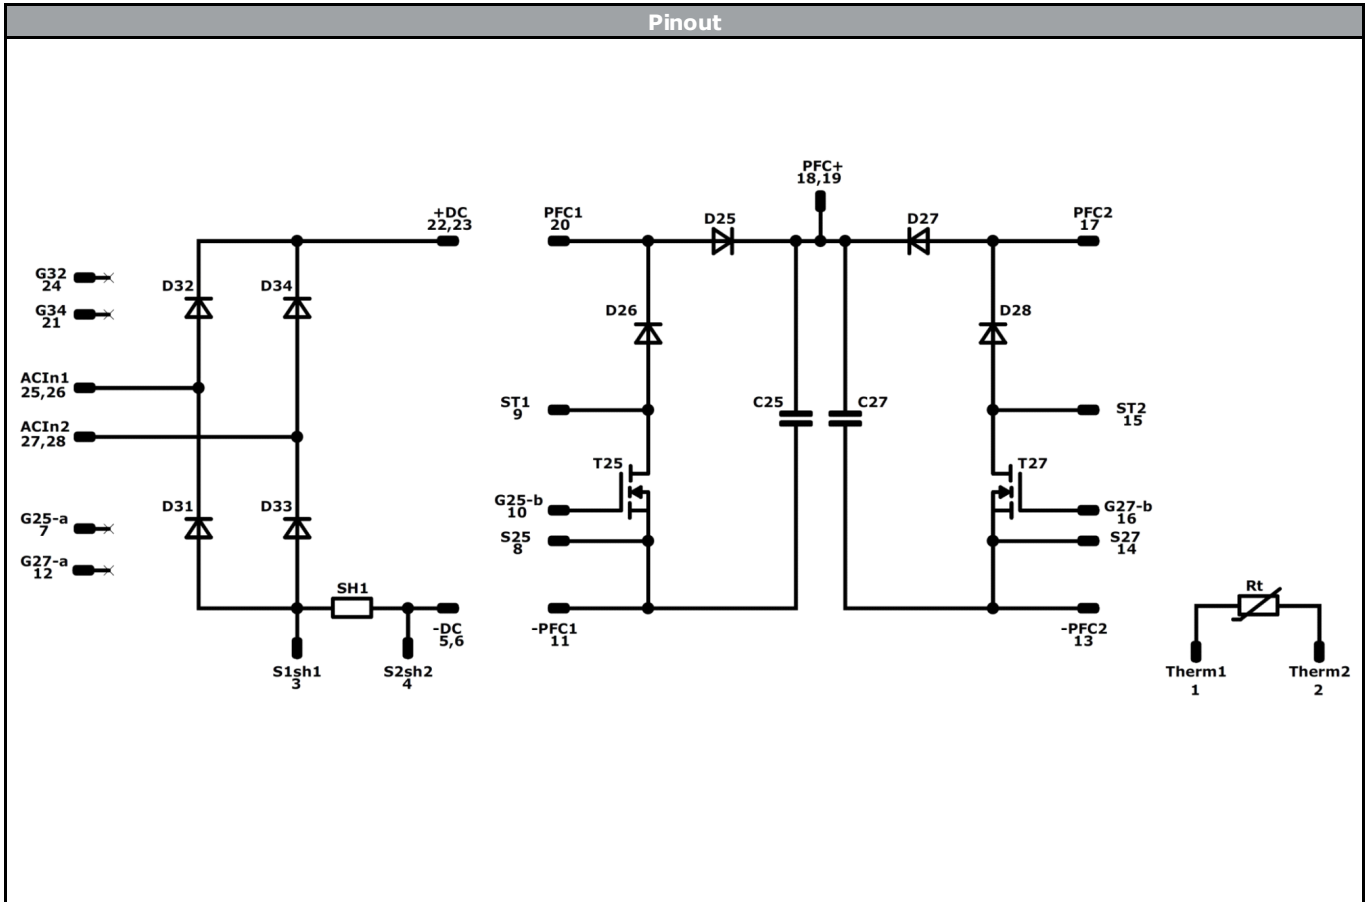 Pinout
PFC+
18,19
+DC
22,23
PFC1
20
D25
D27
PFC2
17
G32
24
D32
D34
G34
21
D26
D28
ACIn1
25,26
ST1
9
C25
C27
ST2
15
ACIn2
27,28
T25
T27
G25-b
10
G27-b
16
G25-a
7
D31
D33
S25
8
S27
14
G27-a
12
SH1
Rt
-DC
5,6
-PFC1
11
-PFC2
13
S1sh1
3
S2sh2
4
Therm1
1
Therm2
2